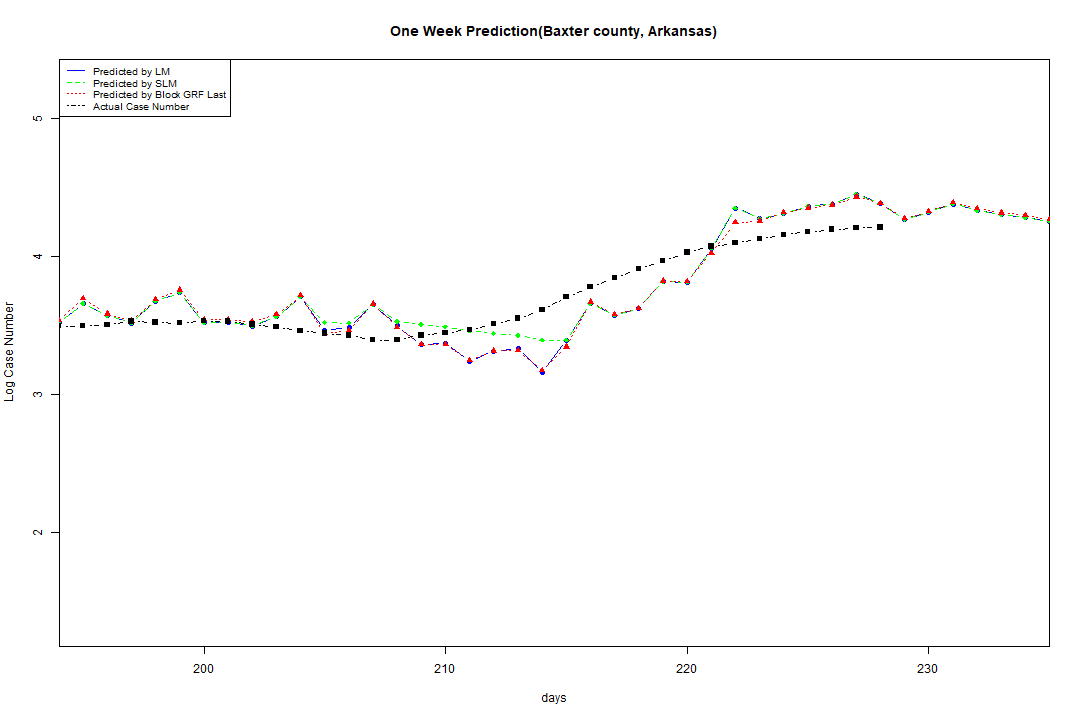 One Week Prediction(Baxter county, Arkansas)
Predicted by LM
Predicted by SLM
Predicted by Block GRF Last
Actual Case Number
5
4
3
2
Log Case Number
200 210 220 230
days